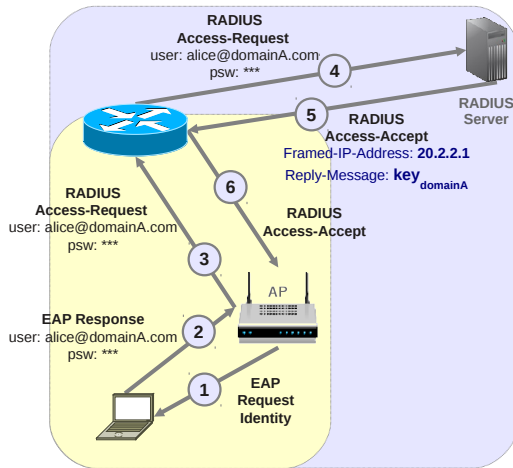 RADIUS
Access-Request
user: alice@domainA.com
psw: ***
4
5
RADIUS
Server
RADIUS
Access-Accept
Framed-IP-Address: 20.2.2.1
Reply-Message: key domainA
6
RADIUS
Access-Accept
RADIUS
Access-Request
user: alice@domainA.com
psw: ***
3
AP
EAP Response
user: alice@domainA.com
psw: ***
2
1
EAP
Request
Identity